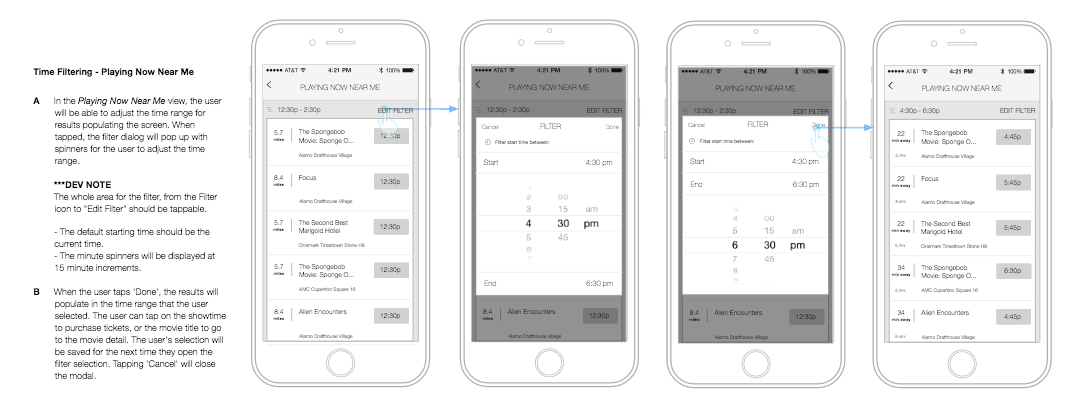 Time Filtering - Playing Now Near Me
A In the Playing Now Near Me view, the user
will be able to adjust the time range for
results populating the screen. When
tapped, the filter dialog will pop up with
spinners for the user to adjust the time
range.
***DEV NOTE
The whole area for the filter, from the Filter
icon to "Edit Filter" should be tappable.
- The default starting time should be the
current time.
- The minute spinners will be displayed at
15 minute increments.
B When the user taps 'Done', the results will
populate in the time range that the user
selected. The user can tap on the showtime
to purchase tickets, or the movie title to go
to the movie detail. The user's selection will
be saved for the next time they open the
filter selection. Tapping 'Cancel' will close
the modal.
AT&T 4:21 PM 100%
PLAYING NOW NEAR ME
12:30p - 2:30p EDIT FILTER
5.7 miles The Spongebob
Movie: Sponge O... 12:30p
Alamo Drafthouse Village
8.4 miles Focus 12:30p
Alamo Drafthouse Village
5.7 miles The Second Best
Marigold Hotel 12:30p
Cinemark Tinseltown Stone Hill
5.7 miles The Spongebob
Movie: Sponge O... 12:30p
AMC Cupertino Square 16
8.4 miles Alien Encounters 12:30p
Alamo Drafthouse Village
AT&T 4:21 PM 100%
PLAYING NOW NEAR ME
12:30p - 2:30p EDIT FILTER
Cancel FILTER Done
Filter start time between:
Start 4:30 pm
2 00
3 15 am
4 30 pm
5 45
6
End 6:30 pm
8.4 miles Alien Encounters 12:30p
Alamo Drafthouse Village
AT&T 4:21 PM 100%
PLAYING NOW NEAR ME
12:30p - 2:30p EDIT FILTER
Cancel FILTER Done
Filter start time between:
Start 4:30 pm
End 6:30 pm
4 00
5 15 am
6 30 pm
7 45
8
8.4 miles Alien Encounters 12:30p
Alamo Drafthouse Village
AT&T 4:21 PM 100%
PLAYING NOW NEAR ME
4:30p - 6:30p EDIT FILTER
22 min away The Spongebob
Movie: Sponge O... 4:45p
Alamo Drafthouse Village
22 min away Focus 5:45p
Alamo Drafthouse Village
22 min away The Second Best
Marigold Hotel 5:45p
Cinemark Tinseltown Stone Hill
34 min away The Spongebob
Movie: Sponge O... 6:30p
AMC Cupertino Square 16
34 min away Alien Encounters 4:45p
Alamo Drafthouse Village